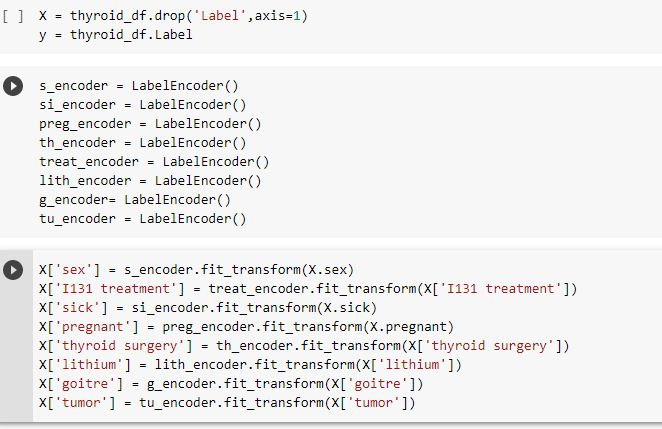 [ ] X = thyroid_df.drop('Label',axis=1)
y = thyroid_df.Label
s_encoder = LabelEncoder()
si_encoder = LabelEncoder()
preg_encoder = LabelEncoder()
th_encoder = LabelEncoder()
treat_encoder = LabelEncoder()
lith_encoder = LabelEncoder()
g_encoder= LabelEncoder()
tu_encoder = LabelEncoder()
X['sex'] = s_encoder.fit_transform(X.sex)
X['I131 treatment'] = treat_encoder.fit_transform(X['I131 treatment'])
X['sick'] = si_encoder.fit_transform(X.sick)
X['pregnant'] = preg_encoder.fit_transform(X.pregnant)
X['thyroid surgery'] = th_encoder.fit_transform(X['thyroid surgery'])
X['lithium'] = lith_encoder.fit_transform(X['lithium'])
X['goitre'] = g_encoder.fit_transform(X['goitre'])
X['tumor'] = tu_encoder.fit_transform(X['tumor'])